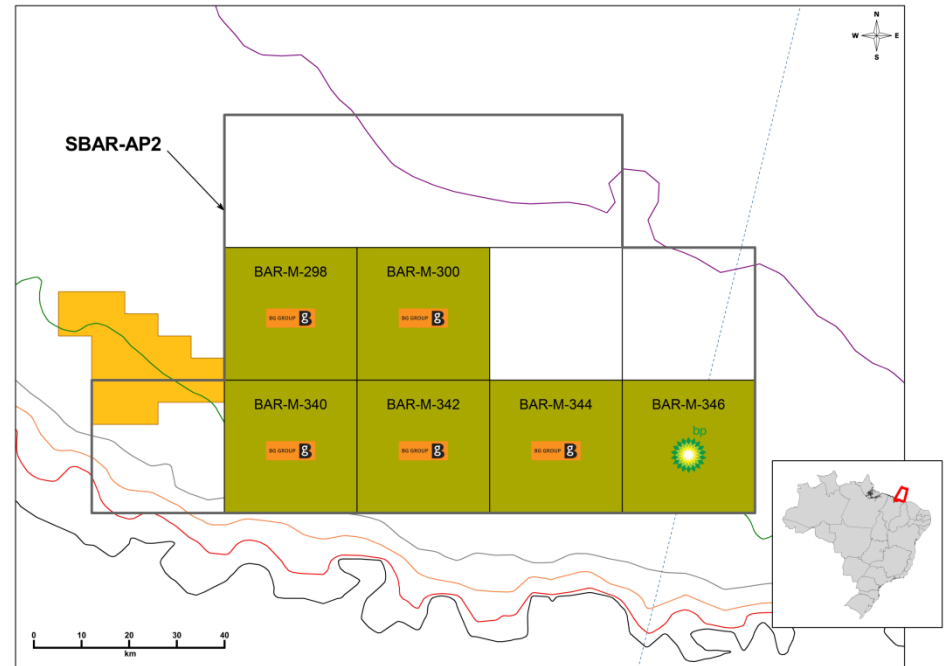 N
W E
S
SBAR-AP2
BAR-M-298
BAR-M-300
BG GROUP g
BG GROUP g
BAR-M-340
BAR-M-342
BAR-M-344
BAR-M-346
BG GROUP g
BG GROUP g
BG GROUP g
bp
0 10 20 30 40
km